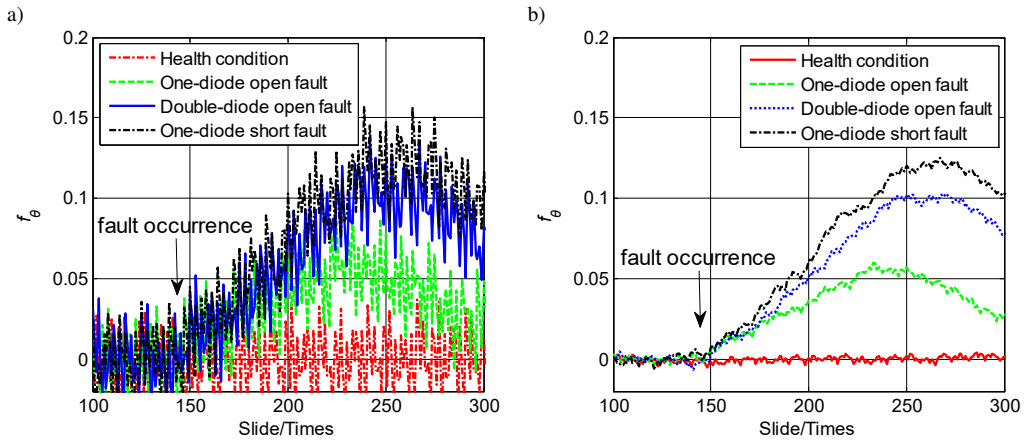 a)
0.2
0.15
0.1
0.05
0
fθ
Health condition
One-diode open fault
Double-diode open fault
One-diode short fault
fault occurrence
100
150
200
250
300
Slide/Times
b)
0.2
0.15
0.1
0.05
0
fθ
Health condition
One-diode open fault
Double-diode open fault
One-diode short fault
fault occurrence
100
150
200
250
300
Slide/Times